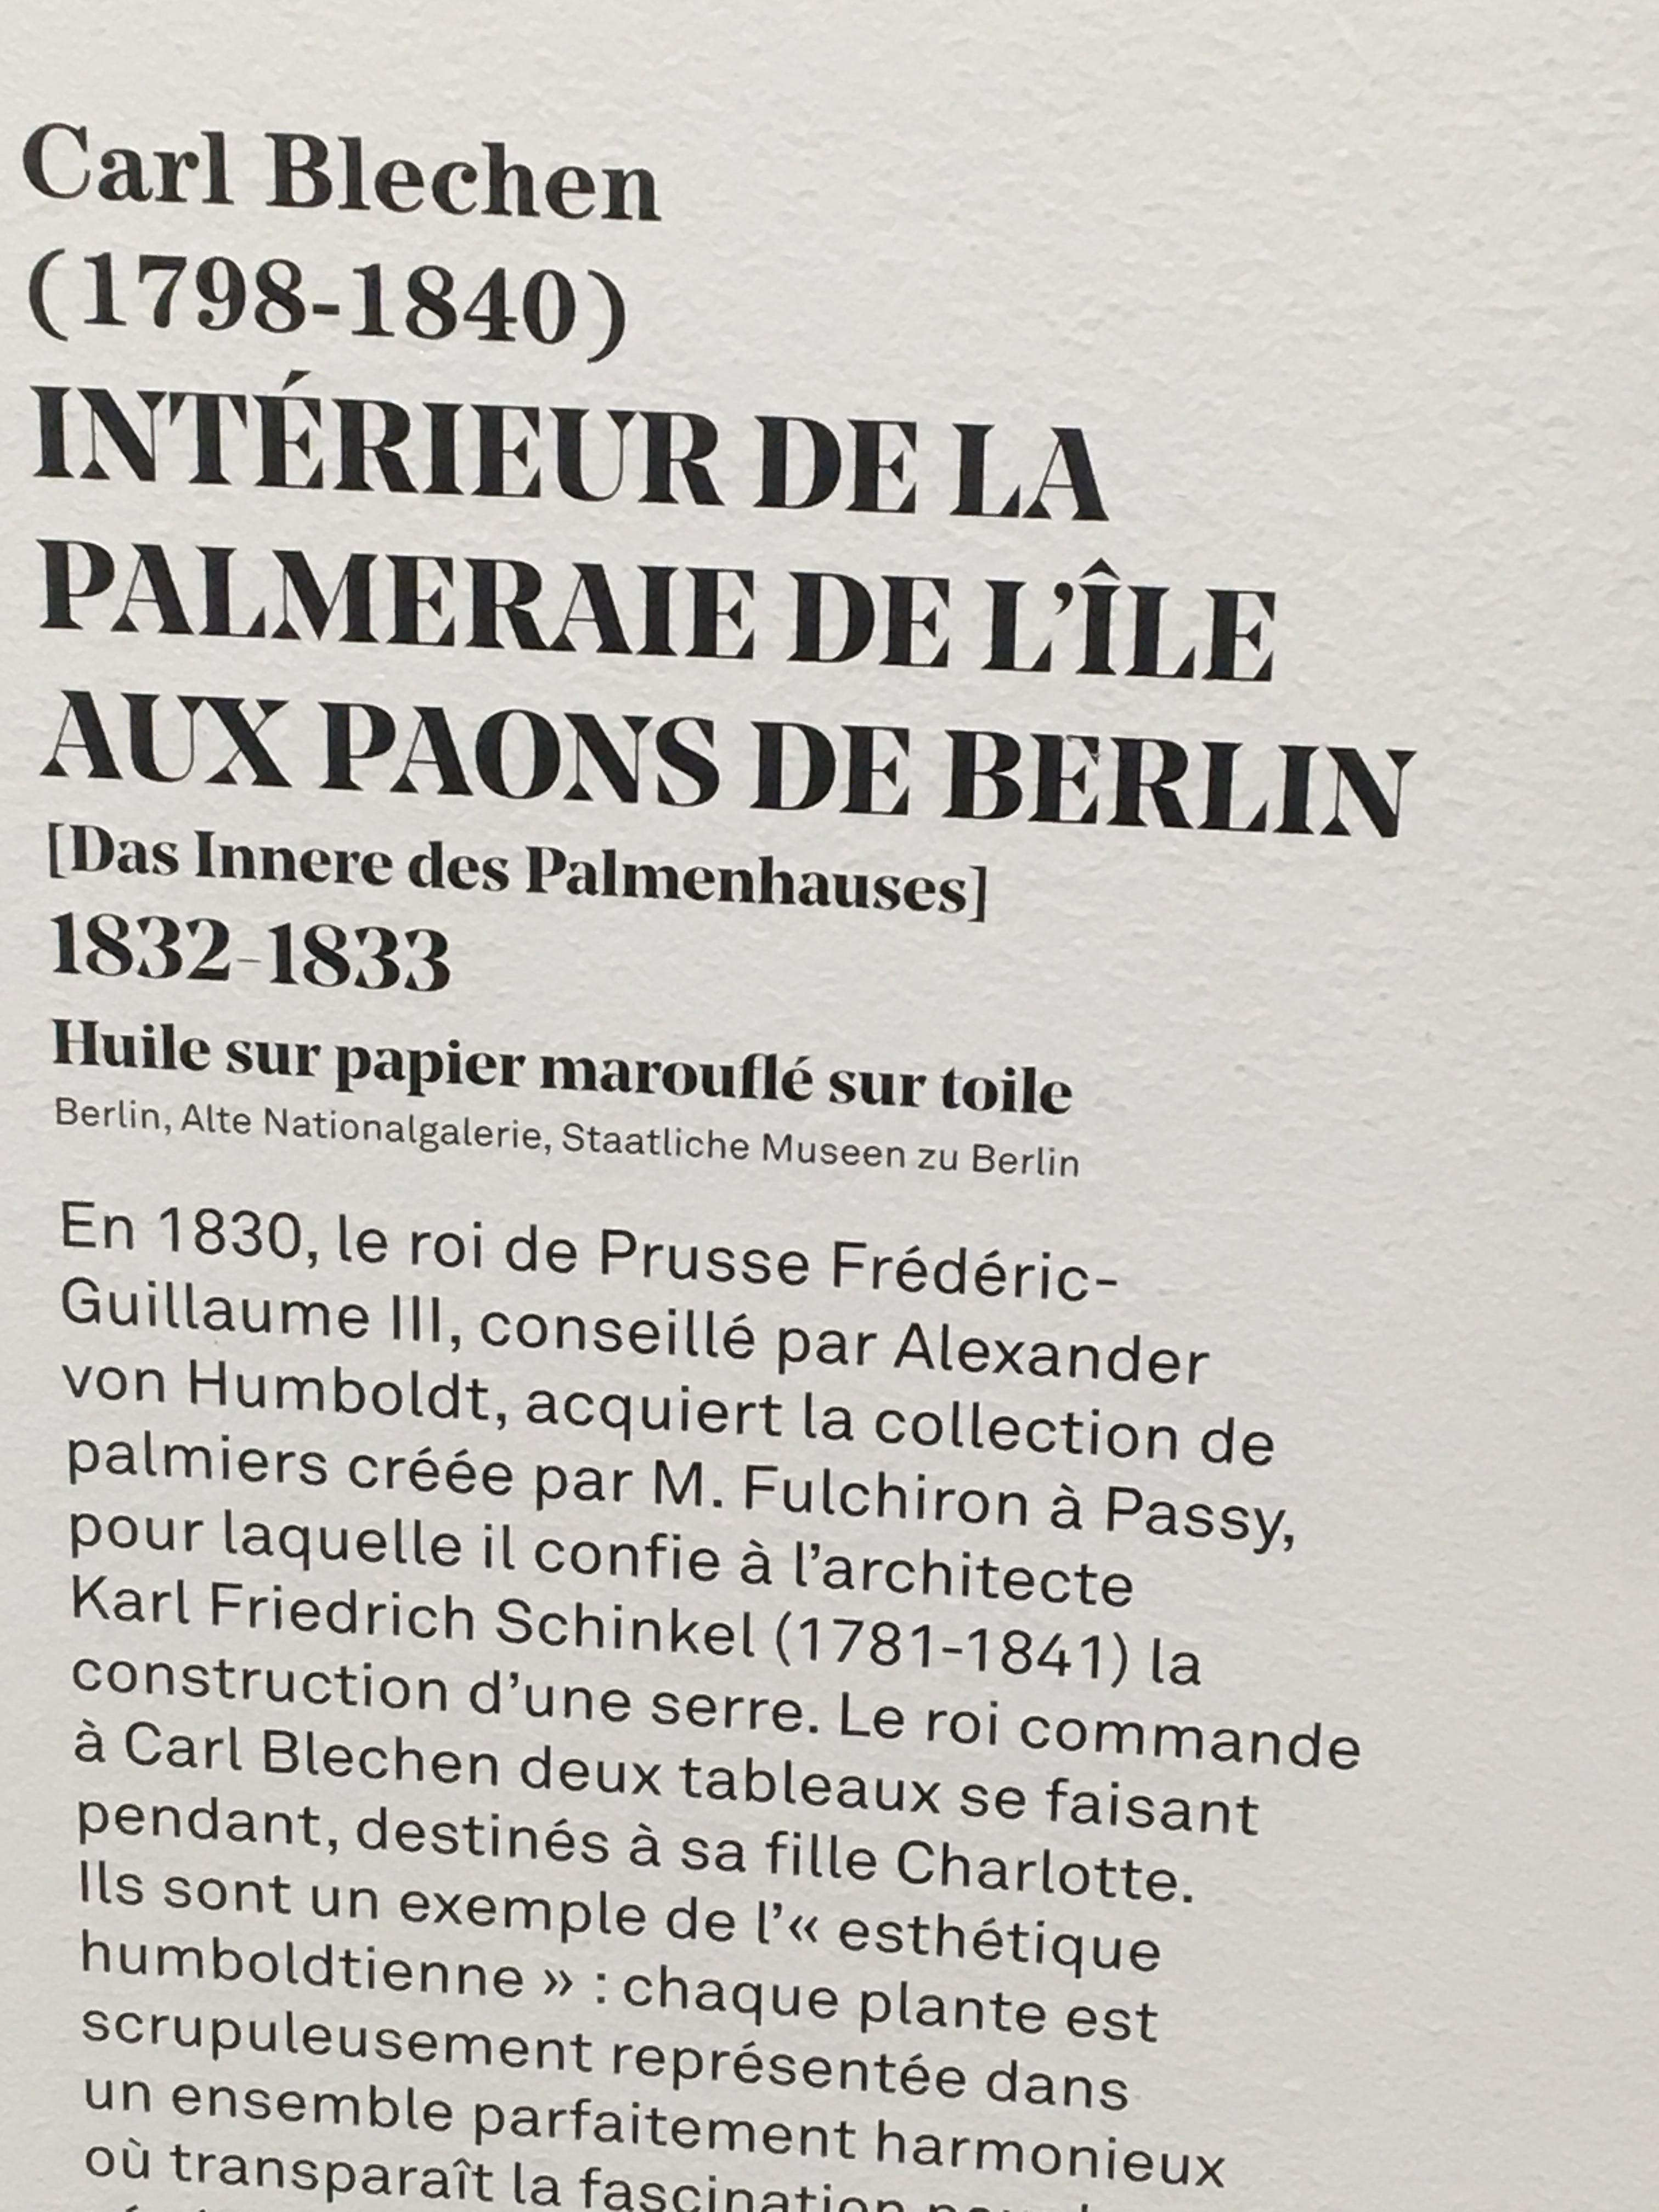 Carl Blechen
(1798-1840)
INTÉRIEUR DE LA
PALMERAIE DE L’ÎLE
AUX PAONS DE BERLIN
[Das Innere des Palmenhauses]
1832-1833
Huile sur papier marouflé sur toile
Berlin, Alte Nationalgalerie, Staatliche Museen zu Berlin
En 1830, le roi de Prusse Frédéric-
Guillaume III, conseillé par Alexander
von Humboldt, acquiert la collection de
palmiers créée par M. Fulchiron à Passy,
pour laquelle il confie à l’architecte
Karl Friedrich Schinkel (1781-1841) la
construction d’une serre. Le roi commande
à Carl Blechen deux tableaux se faisant
pendant, destinés à sa fille Charlotte.
Ils sont un exemple de l’« esthétique
humboldtienne » : chaque plante est
scrupuleusement représentée dans
un ensemble parfaitement harmonieux
où transparaît la fascination